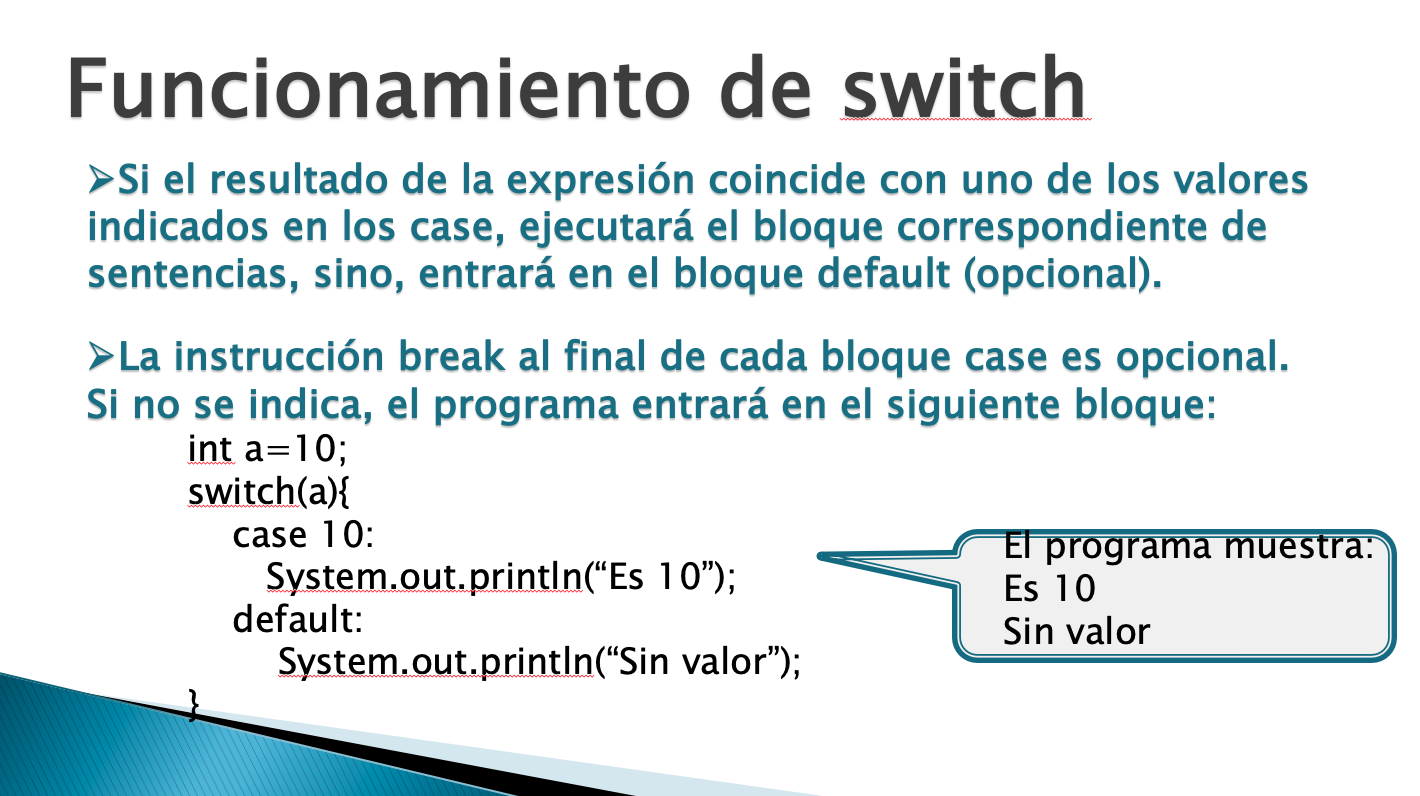 Funcionamiento de switch
➢Si el resultado de la expresión coincide con uno de los valores
indicados en los case, ejecutará el bloque correspondiente de
sentencias, sino, entrará en el bloque default (opcional).
➢La instrucción break al final de cada bloque case es opcional.
Si no se indica, el programa entrará en el siguiente bloque:
int a=10;
switch(a){
case 10:
System.out.println(“Es 10”);
default:
System.out.println(“Sin valor”);
}
El programa muestra:
Es 10
Sin valor